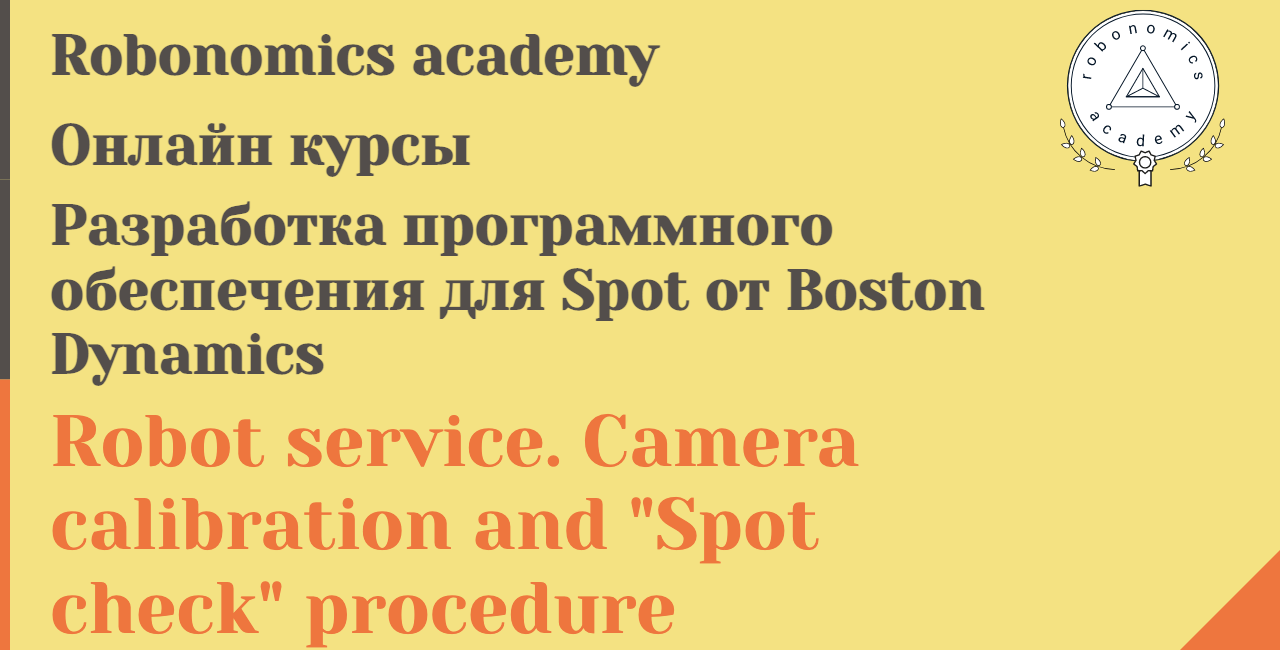 Robonomics academy
Онлайн курсы
Разработка программного
обеспечения для Spot от Boston
Dynamics
Robot service. Camera
calibration and "Spot
check" procedure
robonomics
academy